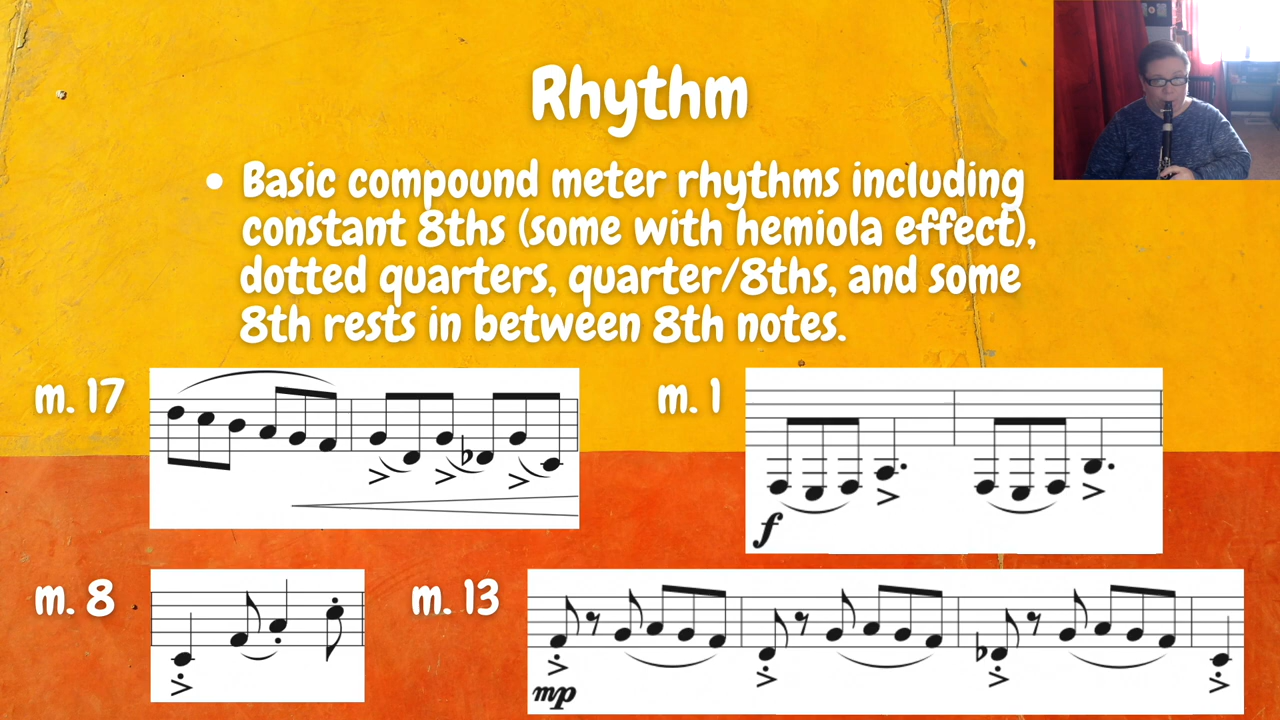 Rhythm
• Basic compound meter rhythms including
constant 8ths (some with hemiola effect),
dotted quarters, quarter/8ths, and some
8th rests in between 8th notes.
m. 17
m. 1
f
m. 8
m. 13
mp